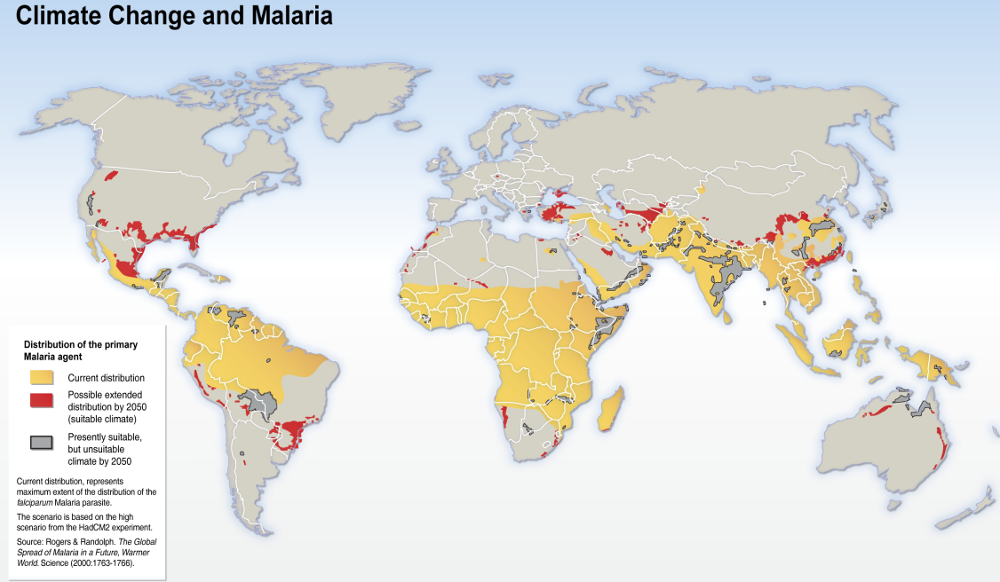 Climate Change and Malaria
Distribution of the primary
Malaria agent
Current distribution
Possible extended
distribution by 2050
(suitable climate)
Presently suitable,
but unsuitable
climate by 2050
Current distribution, represents
maximum extent of the distribution of the
falciparum Malaria parasite.
The scenario is based on the high
scenario from the HadCM2 experiment.
Source: Rogers & Randolph. The Global
Spread of Malaria in a Future, Warmer
World. Science (2000:1763-1766).